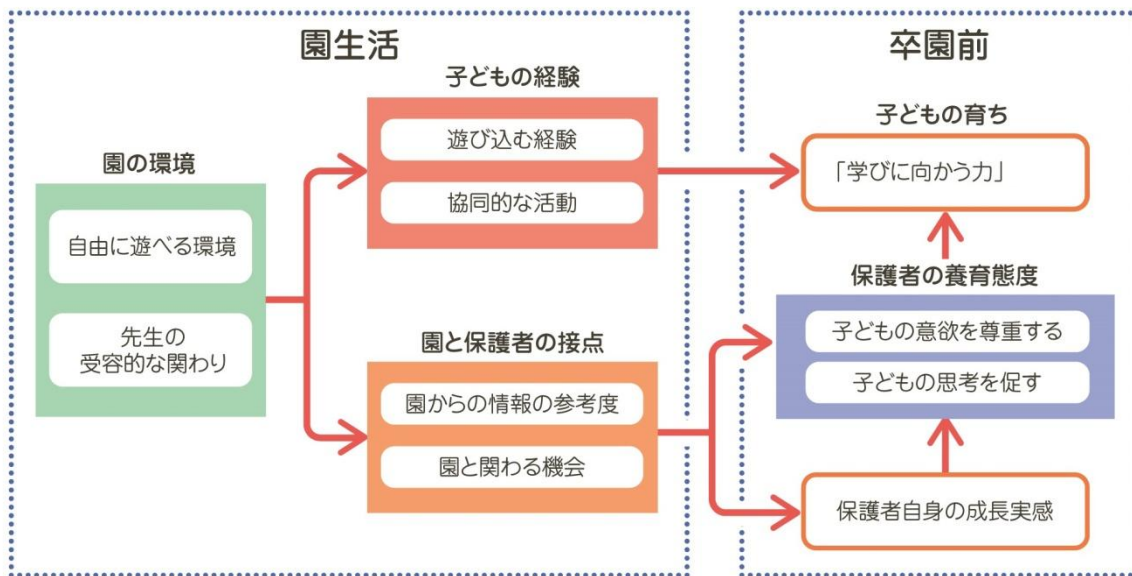 園生活
園の環境
自由に遊べる環境
先生の
受容的な関わり
子どもの経験
遊び込む経験
協同的な活動
園と保護者の接点
園からの情報の参考度
園と関わる機会
卒園前
子どもの育ち
「学びに向かう力」
保護者の養育態度
子どもの意欲を尊重する
子どもの思考を促す
保護者自身の成長実感